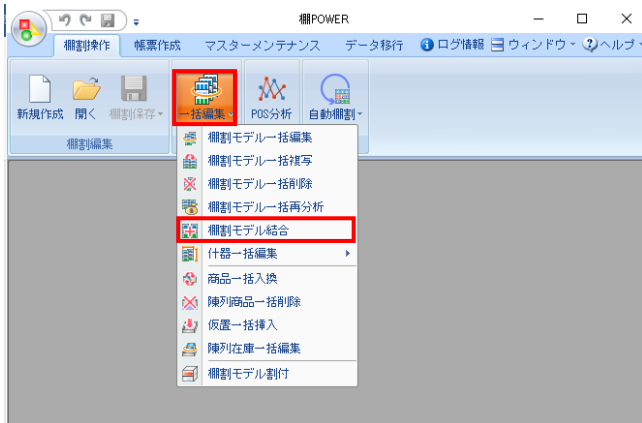 棚POWER
棚割操作 帳票作成 マスターメンテナンス データ移行 ログ情報 ウィンドウ ヘルプ
新規作成 開く 棚割保存 一括編集 POS分析 自動棚割
棚割編集
棚割モデル一括編集
棚割モデル一括複写
棚割モデル一括削除
棚割モデル一括再分析
棚割モデル結合
什器一括編集
商品一括入換
陳列商品一括削除
仮置一括挿入
陳列在庫一括編集
棚割モデル割付